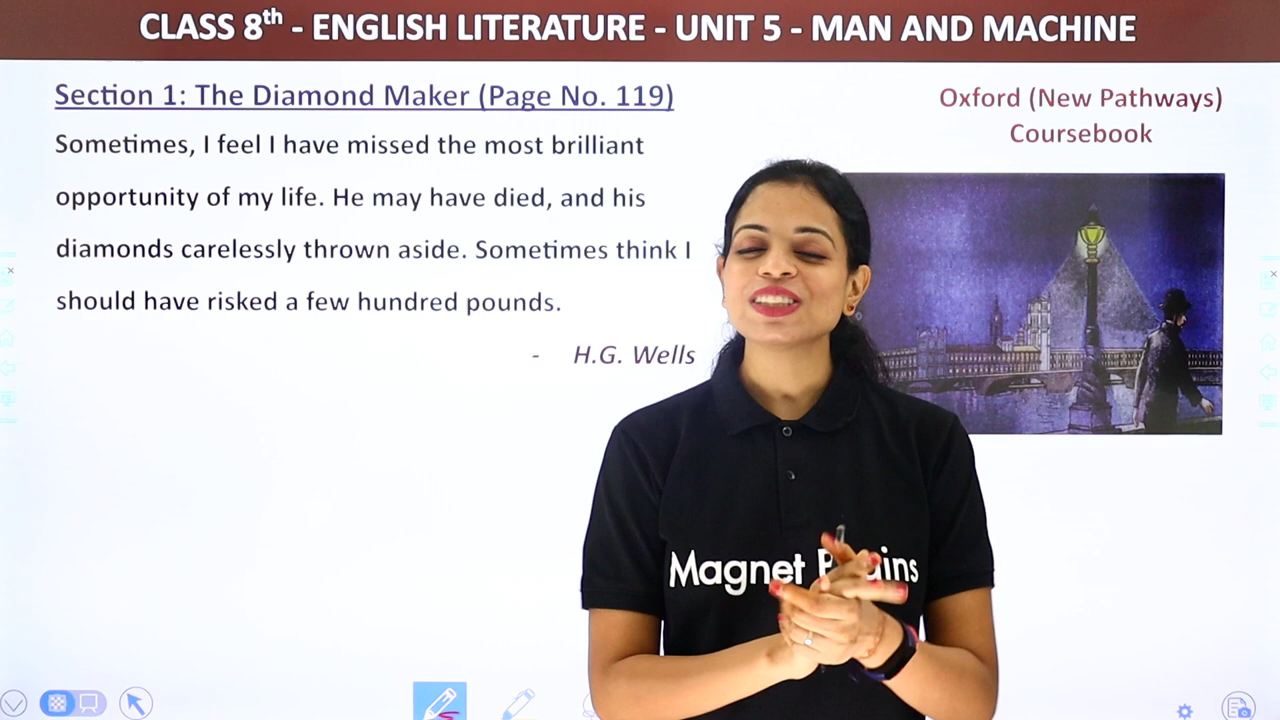 CLASS 8th - ENGLISH LITERATURE - UNIT 5 - MAN AND MACHINE
Section 1: The Diamond Maker (Page No. 119)
Oxford (New Pathways)
Coursebook
Sometimes, I feel I have missed the most brilliant
opportunity of my life. He may have died, and his
diamonds carelessly thrown aside. Sometimes think I
should have risked a few hundred pounds.
- H.G. Wells
Magnet